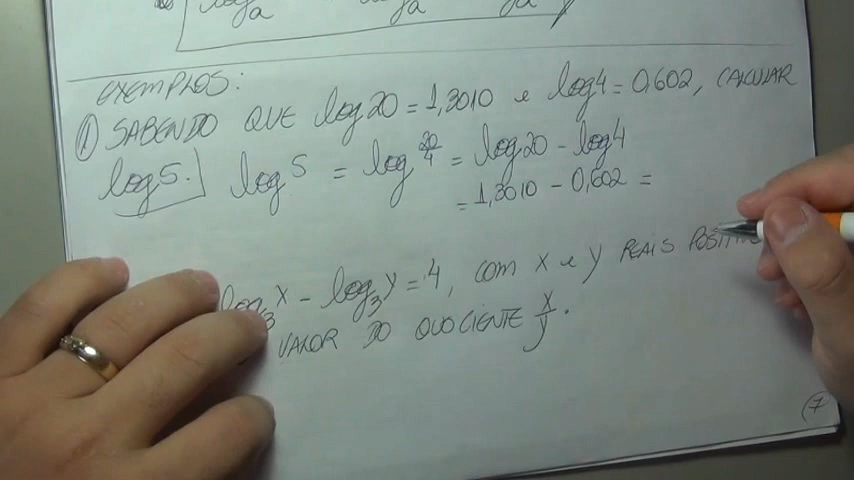 EXEMPLOS:
1 SABENDO QUE log 20 = 1,3010 e log 4 = 0,602, CALCULAR
log 5. log 5 = log 20/4 = log 20 - log 4
= 1,3010 - 0,602 =
log₃ x - log₃ y = 4, COM x e y REAIS
VALOR DO QUOCIENTE x/y.
7